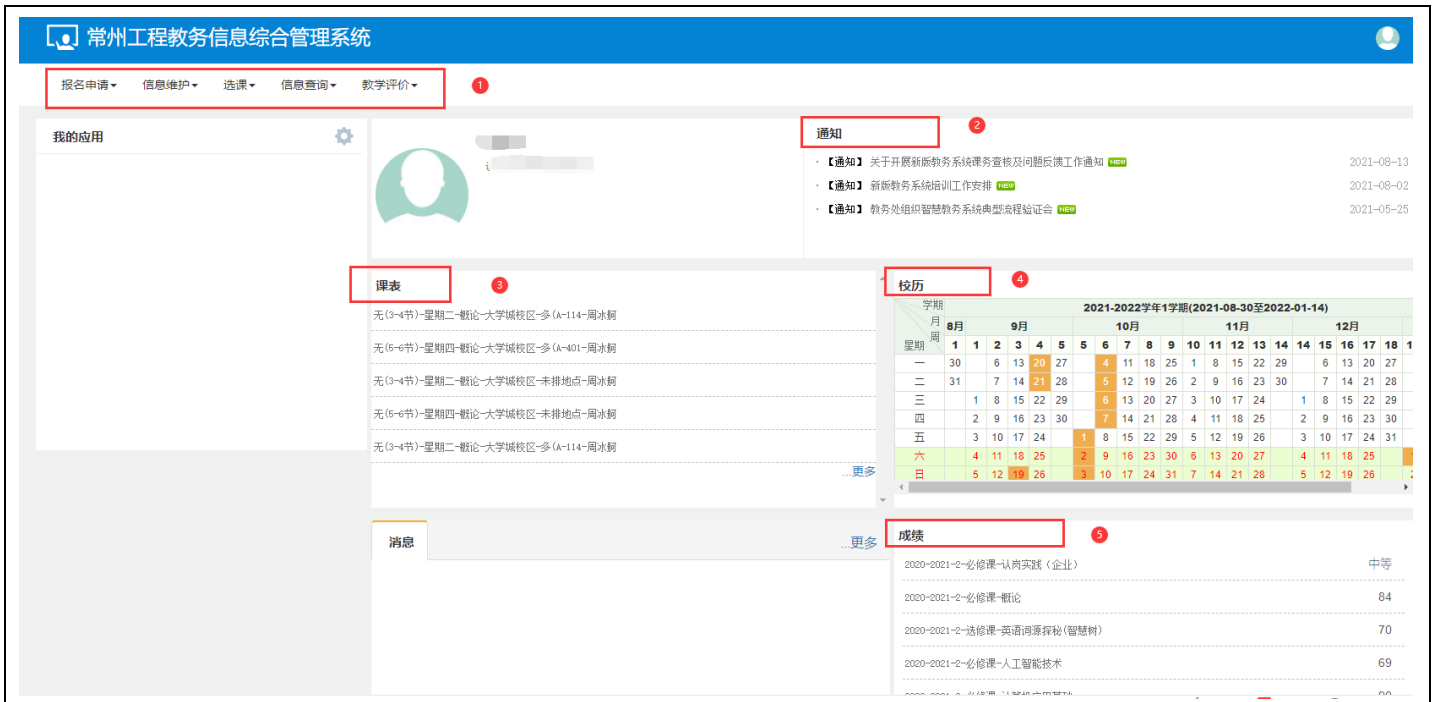 常州工程教务信息综合管理系统
报名申请 信息维护 选课 信息查询 教学评价 1
我的应用
通知 2
· 【通知】 关于开展新版教务系统课务查核及问题反馈工作通知 NEW 2021-08-13
· 【通知】 新版教务系统培训工作安排 NEW 2021-08-02
· 【通知】 教务处组织智慧教务系统典型流程验证会 NEW 2021-05-25
课表 3
无(3-4节)-星期二-概论-大学城校区-多(A-114-周冰舸
无(5-6节)-星期四-概论-大学城校区-多(A-401-周冰舸
无(3-4节)-星期二-概论-大学城校区-未排地点-周冰舸
无(5-6节)-星期四-概论-大学城校区-未排地点-周冰舸
无(3-4节)-星期二-概论-大学城校区-多(A-114-周冰舸
...更多
校历 4
学期 2021-2022学年1学期(2021-08-30至2022-01-14)
月 8月 9月 10月 11月 12月
周
星期 1 1 2 3 4 5 5 6 7 8 9 10 11 12 13 14 14 15 16 17 18 1
一 30 6 13 20 27 4 11 18 25 1 8 15 22 29 6 13 20 27
二 31 7 14 21 28 5 12 19 26 2 9 16 23 30 7 14 21 28
三 1 8 15 22 29 6 13 20 27 3 10 17 24 1 8 15 22 29
四 2 9 16 23 30 7 14 21 28 4 11 18 25 2 9 16 23 30
五 3 10 17 24 1 8 15 22 29 5 12 19 26 3 10 17 24 31
六 4 11 18 25 2 9 16 23 30 6 13 20 27 4 11 18 25
日 5 12 19 26 3 10 17 24 31 7 14 21 28 5 12 19 26
消息 ...更多
成绩 5
2020-2021-2-必修课-认岗实践（企业） 中等
2020-2021-2-必修课-概论 84
2020-2021-2-选修课-英语词源探秘(智慧树) 70
2020-2021-2-必修课-人工智能技术 69